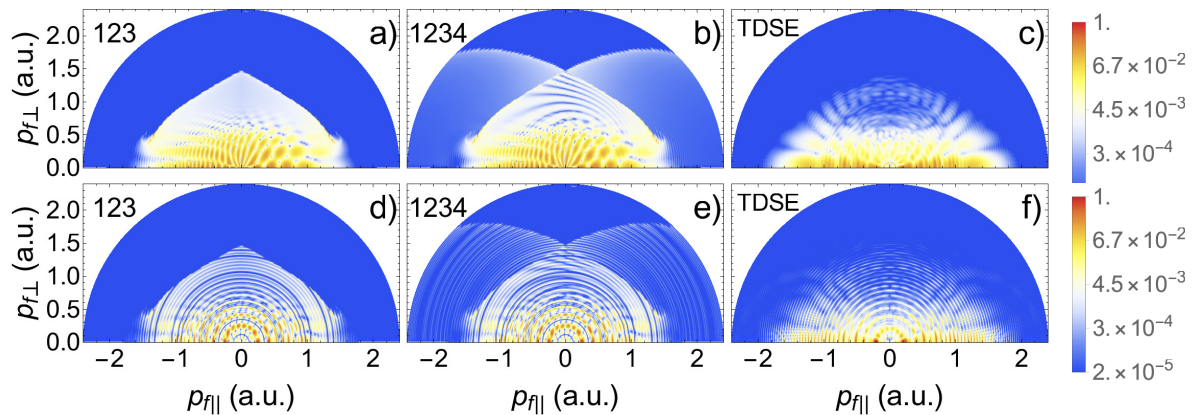 123 a) 1234 b) TDSE c)
p_f⊥ (a.u.)
2.0
1.5
1.0
0.5
0.0
1.
6.7 × 10⁻²
4.5 × 10⁻³
3. × 10⁻⁴
123 d) 1234 e) TDSE f)
p_f⊥ (a.u.)
2.0
1.5
1.0
0.5
0.0
1.
6.7 × 10⁻²
4.5 × 10⁻³
3. × 10⁻⁴
2. × 10⁻⁵
−2 −1 0 1 2 −2 −1 0 1 2 −2 −1 0 1 2
p_f|| (a.u.) p_f|| (a.u.) p_f|| (a.u.)